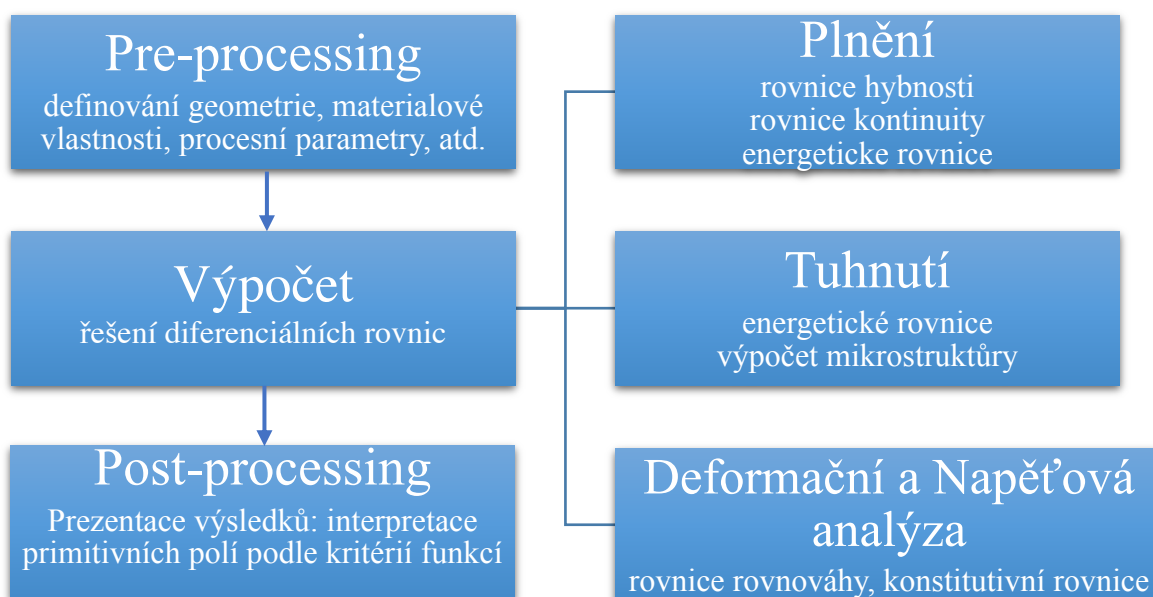 Pre-processing
definování geometrie, materialové
vlastnosti, procesní parametry, atd.
Výpočet
řešení diferenciálních rovnic
Post-processing
Prezentace výsledků: interpretace
primitivních polí podle kritérií funkcí
Plnění
rovnice hybnosti
rovnice kontinuity
energeticke rovnice
Tuhnutí
energetické rovnice
výpočet mikrostruktůry
Deformační a Napěťová
analýza
rovnice rovnováhy, konstitutivní rovnice